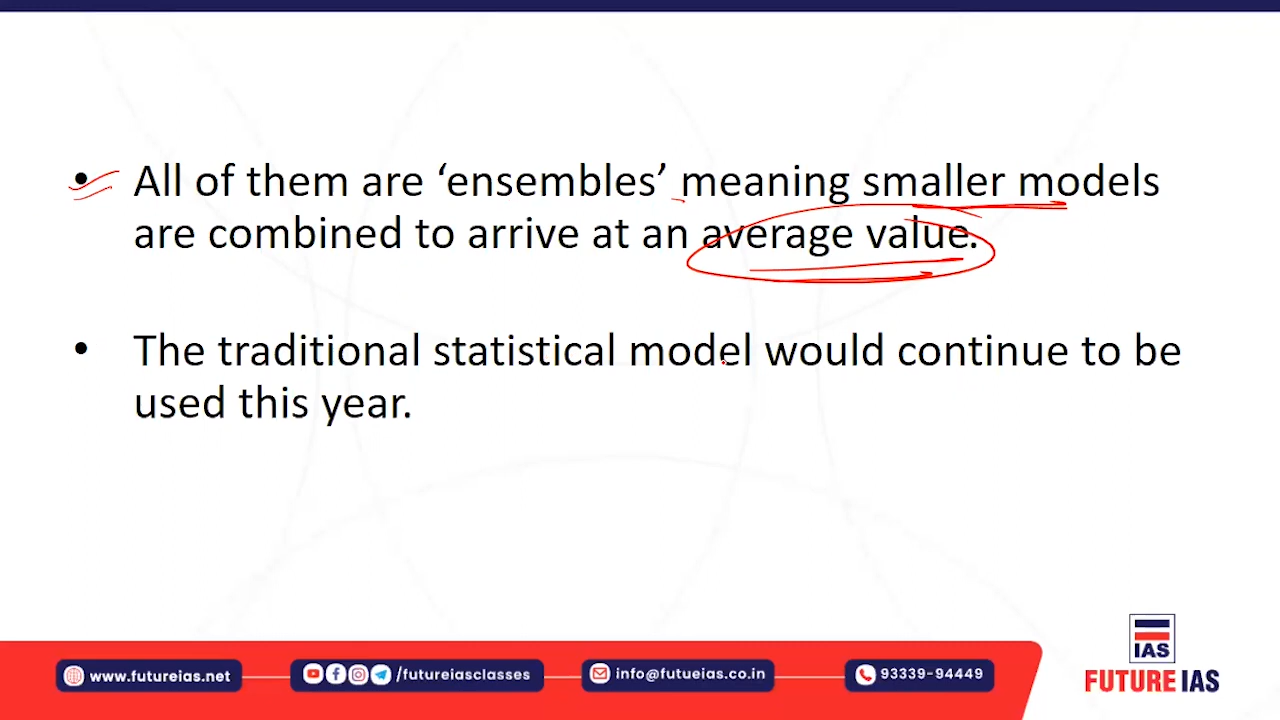 • All of them are ‘ensembles’ meaning smaller models
are combined to arrive at an average value.
• The traditional statistical model would continue to be
used this year.
www.futureias.net
/futureiasclasses
info@futueias.co.in
93339-94449
IAS
FUTURE IAS